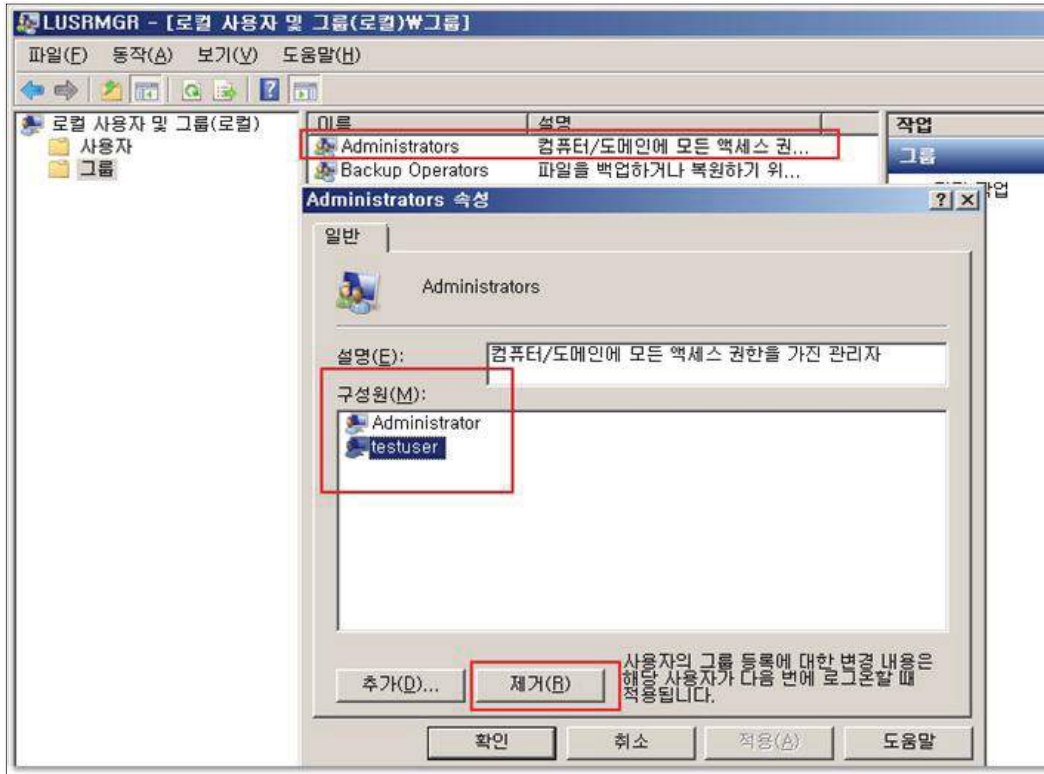 LUSRMGR - [로컬 사용자 및 그룹(로컬)₩그룹]
파일(F) 동작(A) 보기(V) 도움말(H)
로컬 사용자 및 그룹(로컬)
사용자
그룹
이름 설명
Administrators 컴퓨터/도메인에 모든 액세스 권...
Backup Operators 파일을 백업하거나 복원하기 위...
작업
그룹
작업
Administrators 속성
일반
Administrators
설명(E): 컴퓨터/도메인에 모든 액세스 권한을 가진 관리자
구성원(M):
Administrator
testuser
추가(D)... 제거(R)
사용자의 그룹 등록에 대한 변경 내용은
해당 사용자가 다음 번에 로그온할 때
적용됩니다.
확인 취소 적용(A) 도움말